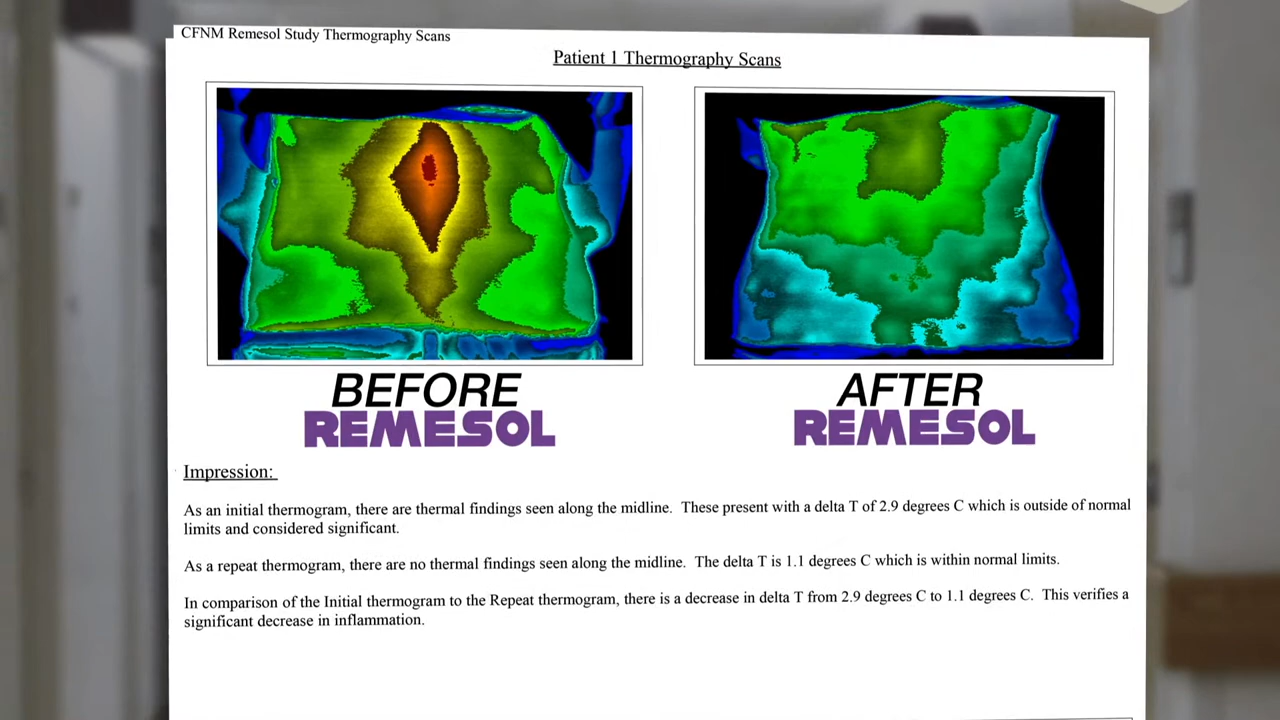 CFNM Remesol Study Thermography Scans
Patient 1 Thermography Scans
BEFORE
REMESOL
AFTER
REMESOL
Impression:
As an initial thermogram, there are thermal findings seen along the midline.  These present with a delta T of 2.9 degrees C which is outside of normal
limits and considered significant.
As a repeat thermogram, there are no thermal findings seen along the midline.  The delta T is 1.1 degrees C which is within normal limits.
In comparison of the Initial thermogram to the Repeat thermogram, there is a decrease in delta T from 2.9 degrees C to 1.1 degrees C.  This verifies a
significant decrease in inflammation.